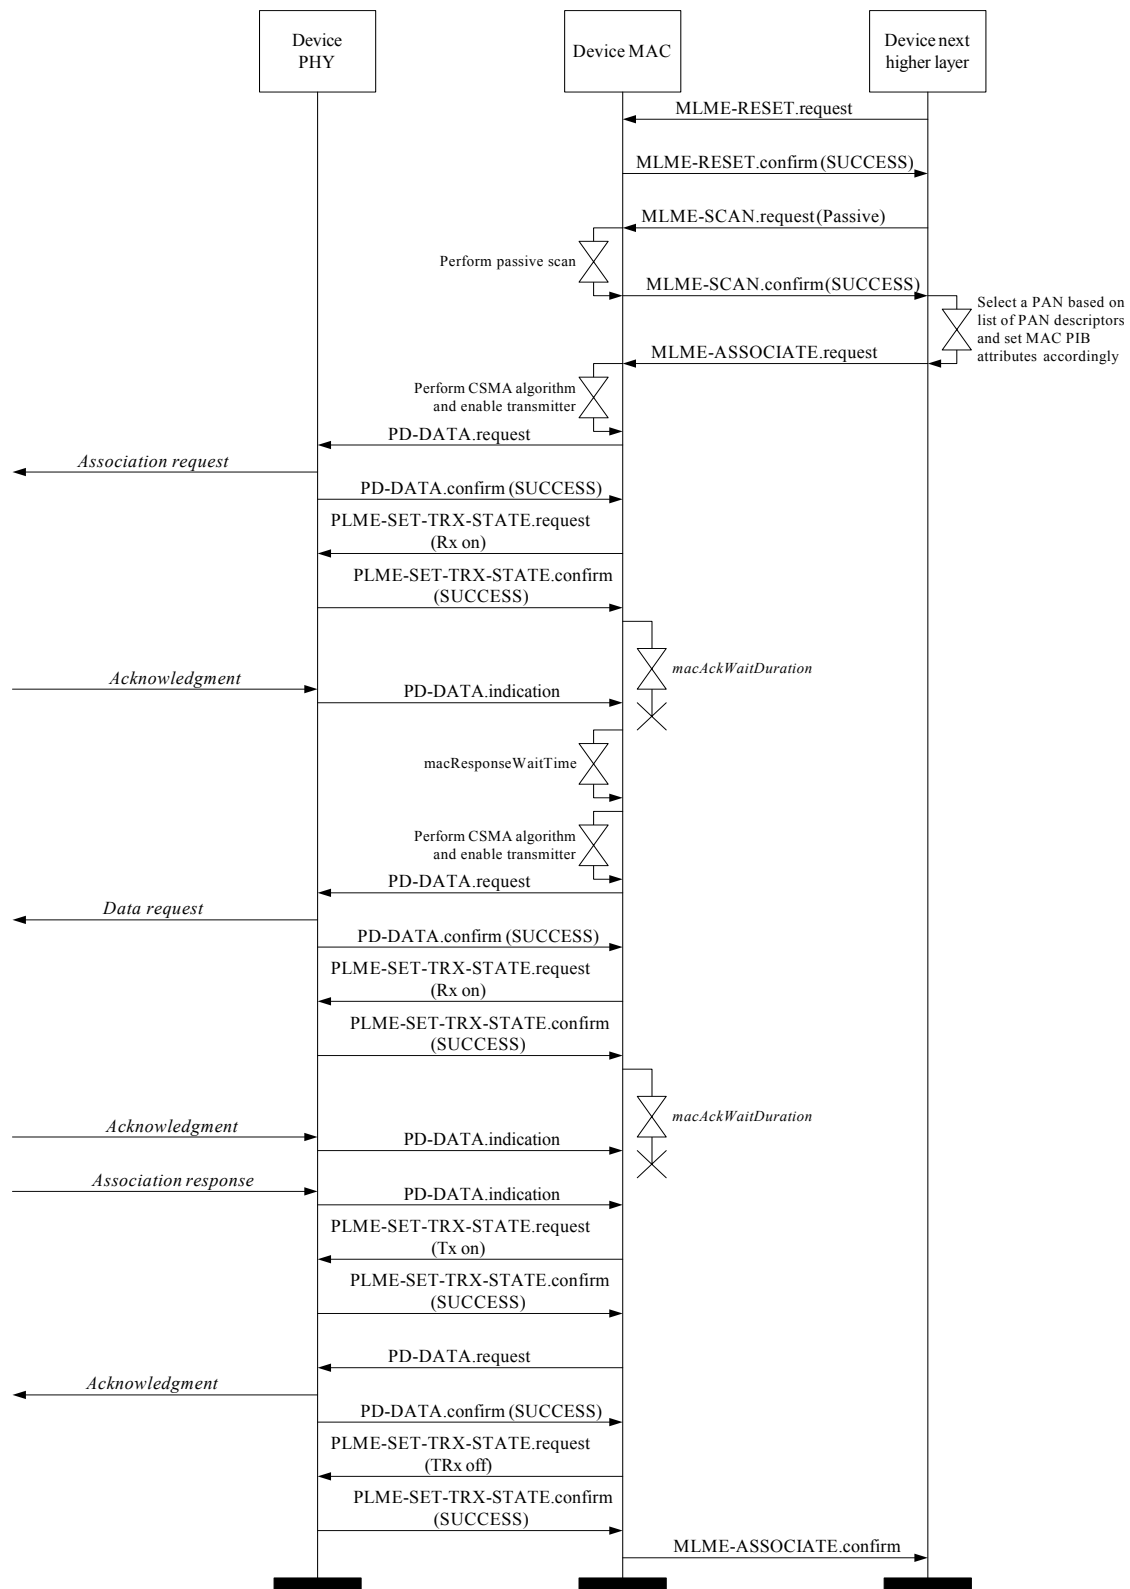 Device
PHY
Device MAC
Device next
higher layer
MLME-RESET.request
MLME-RESET.confirm (SUCCESS)
MLME-SCAN.request (Passive)
Perform passive scan
MLME-SCAN.confirm (SUCCESS)
Select a PAN based on
list of PAN descriptors
and set MAC PIB
attributes accordingly
MLME-ASSOCIATE.request
Perform CSMA algorithm
and enable transmitter
PD-DATA.request
Association request
PD-DATA.confirm (SUCCESS)
PLME-SET-TRX-STATE.request
(Rx on)
PLME-SET-TRX-STATE.confirm
(SUCCESS)
macAckWaitDuration
Acknowledgment
PD-DATA.indication
macResponseWaitTime
Perform CSMA algorithm
and enable transmitter
PD-DATA.request
Data request
PD-DATA.confirm (SUCCESS)
PLME-SET-TRX-STATE.request
(Rx on)
PLME-SET-TRX-STATE.confirm
(SUCCESS)
macAckWaitDuration
Acknowledgment
PD-DATA.indication
Association response
PD-DATA.indication
PLME-SET-TRX-STATE.request
(Tx on)
PLME-SET-TRX-STATE.confirm
(SUCCESS)
PD-DATA.request
Acknowledgment
PD-DATA.confirm (SUCCESS)
PLME-SET-TRX-STATE.request
(TRx off)
PLME-SET-TRX-STATE.confirm
(SUCCESS)
MLME-ASSOCIATE.confirm